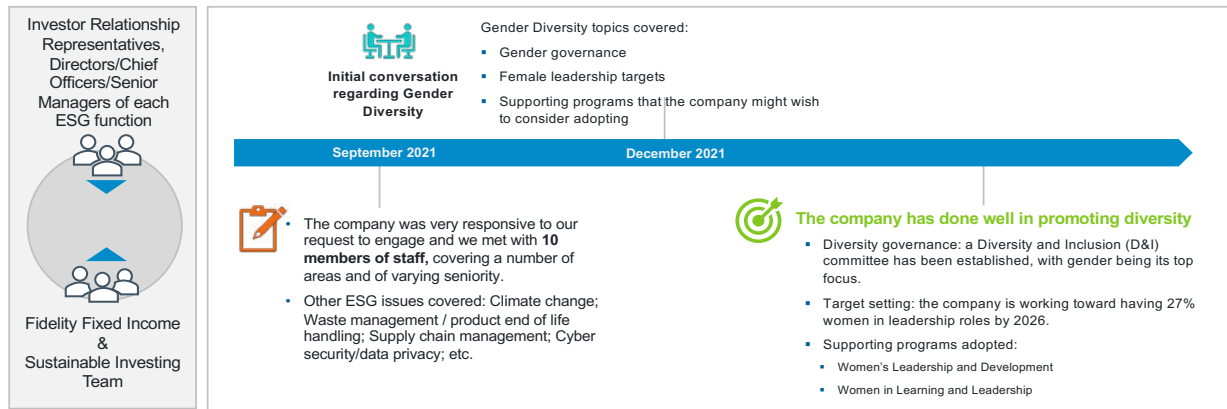 Investor Relationship
Representatives,
Directors/Chief
Officers/Senior
Managers of each
ESG function
Fidelity Fixed Income
&
Sustainable Investing
Team
Initial conversation
regarding Gender
Diversity
Gender Diversity topics covered:
▪ Gender governance
▪ Female leadership targets
▪ Supporting programs that the company might wish
to consider adopting
September 2021
December 2021
• The company was very responsive to our
request to engage and we met with 10
members of staff, covering a number of
areas and of varying seniority.
• Other ESG issues covered: Climate change;
Waste management / product end of life
handling; Supply chain management; Cyber
security/data privacy; etc.
The company has done well in promoting diversity
▪ Diversity governance: a Diversity and Inclusion (D&I)
committee has been established, with gender being its top
focus.
▪ Target setting: the company is working toward having 27%
women in leadership roles by 2026.
▪ Supporting programs adopted:
▪ Women's Leadership and Development
▪ Women in Learning and Leadership